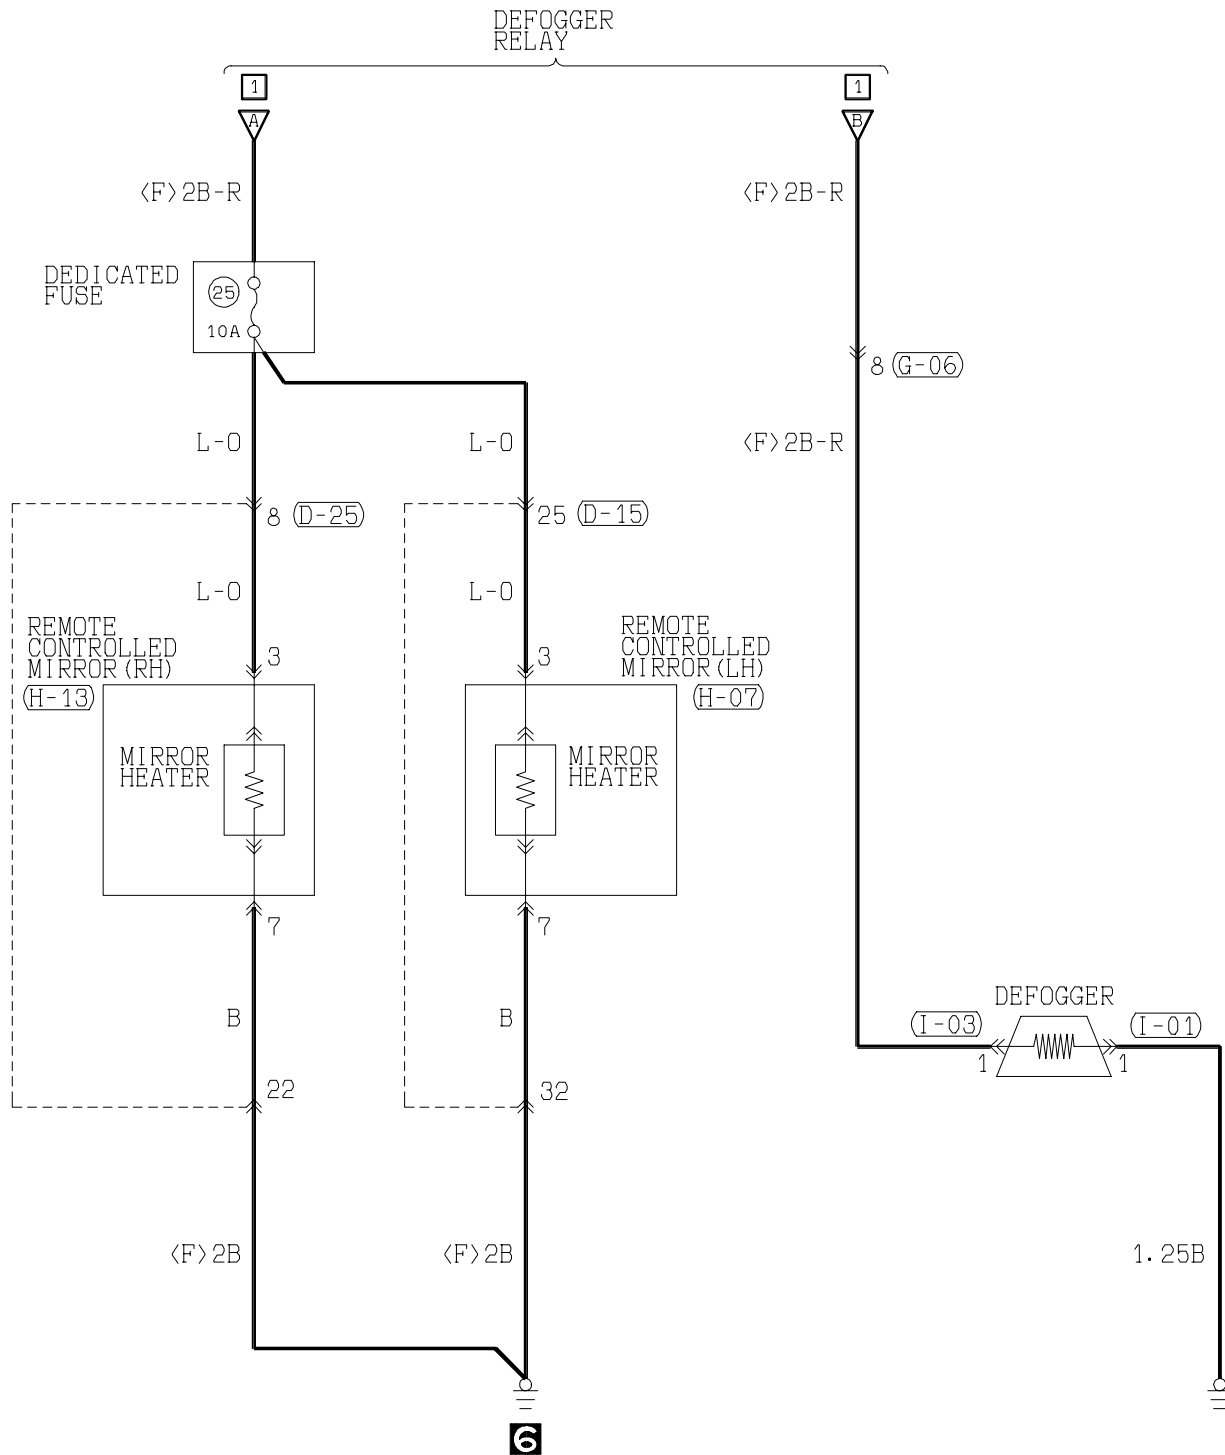 DEFOGGER
RELAY
1
1
A
B
<F>2B-R
<F>2B-R
DEDICATED
FUSE
25
10A
8 (G-06)
L-O
L-O
<F>2B-R
8 (D-25)
25 (D-15)
L-O
L-O
REMOTE
CONTROLLED
MIRROR(RH)
(H-13)
3
3
REMOTE
CONTROLLED
MIRROR(LH)
(H-07)
MIRROR
HEATER
MIRROR
HEATER
7
7
DEFOGGER
B
B
(I-03)
(I-01)
1
1
22
32
<F>2B
<F>2B
1.25B
6